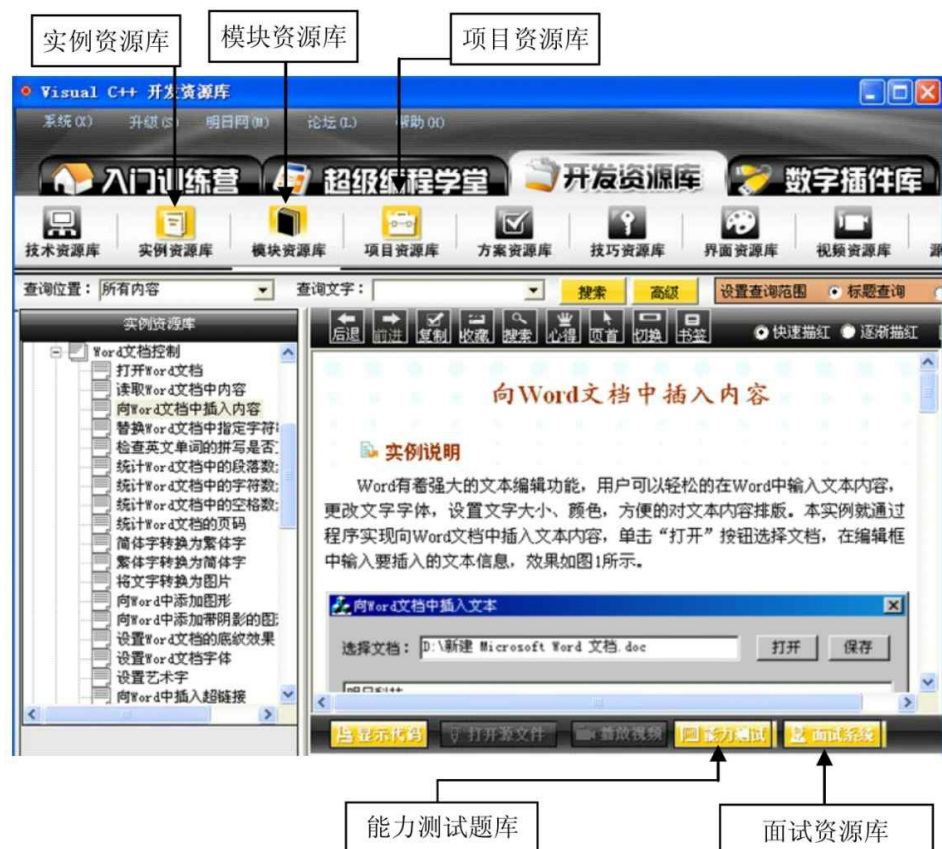 实例资源库 模块资源库 项目资源库
Visual C++ 开发资源库
系统(X) 升级(S) 明日网(M) 论坛(L) 帮助(H)
入门训练营 超级编程学堂 开发资源库 数字插件库
技术资源库 实例资源库 模块资源库 项目资源库 方案资源库 技巧资源库 界面资源库 视频资源库 源
查询位置: 所有内容 查询文字: 搜索 高级 设置查询范围 标题查询
实例资源库
后退 前进 复制 收藏 搜索 心得 页首 切换 书签 快速描红 逐渐描红
Word文档控制
打开Word文档
读取Word文档中内容
向Word文档中插入内容
替换Word文档中指定字符
检查英文单词的拼写是否
统计Word文档中的段落数
统计Word文档中的字符数
统计Word文档中的空格数
统计Word文档的页码
简体字转换为繁体字
繁体字转换为简体字
将文字转换为图片
向Word中添加图形
向Word中添加带阴影的图
设置Word文档的底纹效果
设置Word文档字体
设置艺术字
向Word中插入超链接
向Word文档中插入内容
实例说明
Word有着强大的文本编辑功能，用户可以轻松的在Word中输入文本内容，
更改文字字体，设置文字大小、颜色，方便的对文本内容排版。本实例就通过
程序实现向Word文档中插入文本内容，单击“打开”按钮选择文档，在编辑框
中输入要插入的文本信息，效果如图1所示。
向Word文档中插入文本
选择文档: D:\新建 Microsoft Word 文档.doc 打开 保存
显示代码 打开源文件 播放视频 能力测试 面试系统
能力测试题库 面试资源库